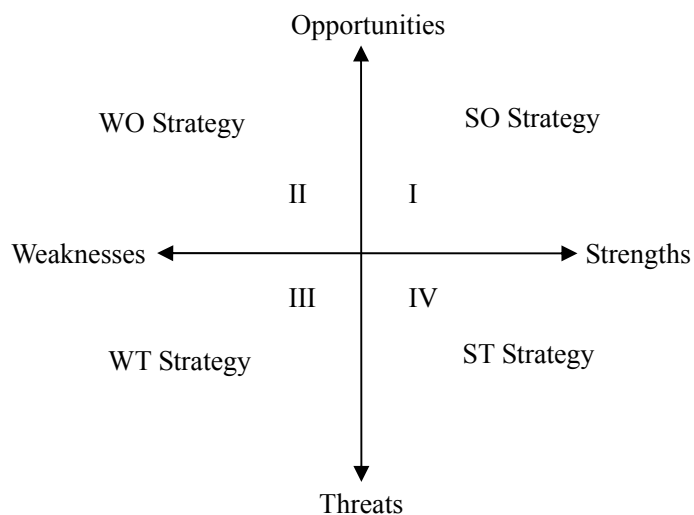 Opportunities
WO Strategy
SO Strategy
II
I
Weaknesses
Strengths
III
IV
WT Strategy
ST Strategy
Threats